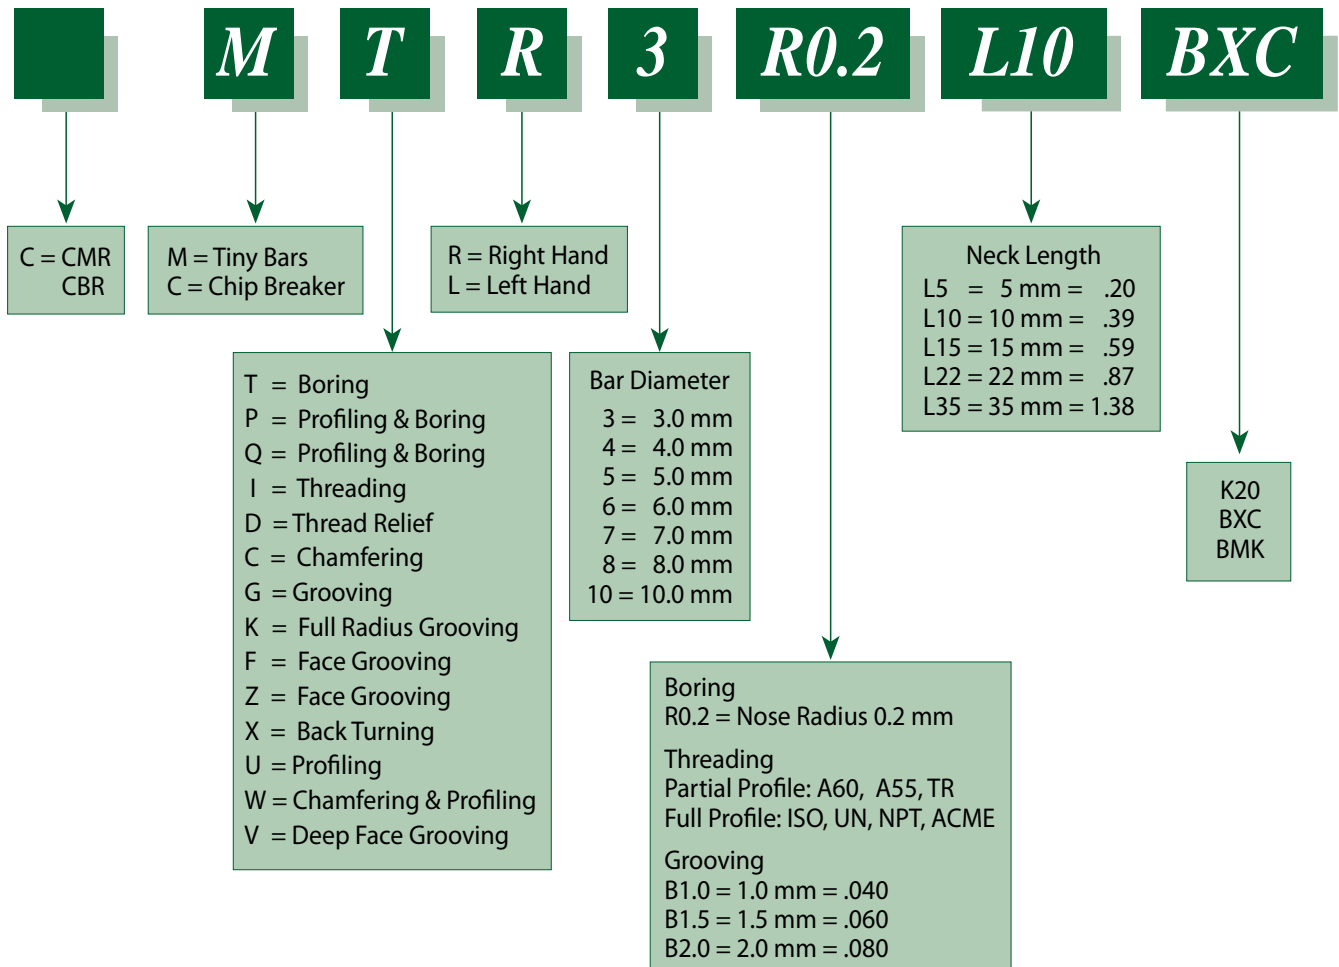 M T R 3 R0.2 L10 BXC
C = CMR
CBR
M = Tiny Bars
C = Chip Breaker
R = Right Hand
L = Left Hand
Neck Length
L5 = 5 mm = .20
L10 = 10 mm = .39
L15 = 15 mm = .59
L22 = 22 mm = .87
L35 = 35 mm = 1.38
T = Boring
P = Profiling & Boring
Q = Profiling & Boring
I = Threading
D = Thread Relief
C = Chamfering
G = Grooving
K = Full Radius Grooving
F = Face Grooving
Z = Face Grooving
X = Back Turning
U = Profiling
W = Chamfering & Profiling
V = Deep Face Grooving
Bar Diameter
3 = 3.0 mm
4 = 4.0 mm
5 = 5.0 mm
6 = 6.0 mm
7 = 7.0 mm
8 = 8.0 mm
10 = 10.0 mm
K20
BXC
BMK
Boring
R0.2 = Nose Radius 0.2 mm
Threading
Partial Profile: A60, A55, TR
Full Profile: ISO, UN, NPT, ACME
Grooving
B1.0 = 1.0 mm = .040
B1.5 = 1.5 mm = .060
B2.0 = 2.0 mm = .080